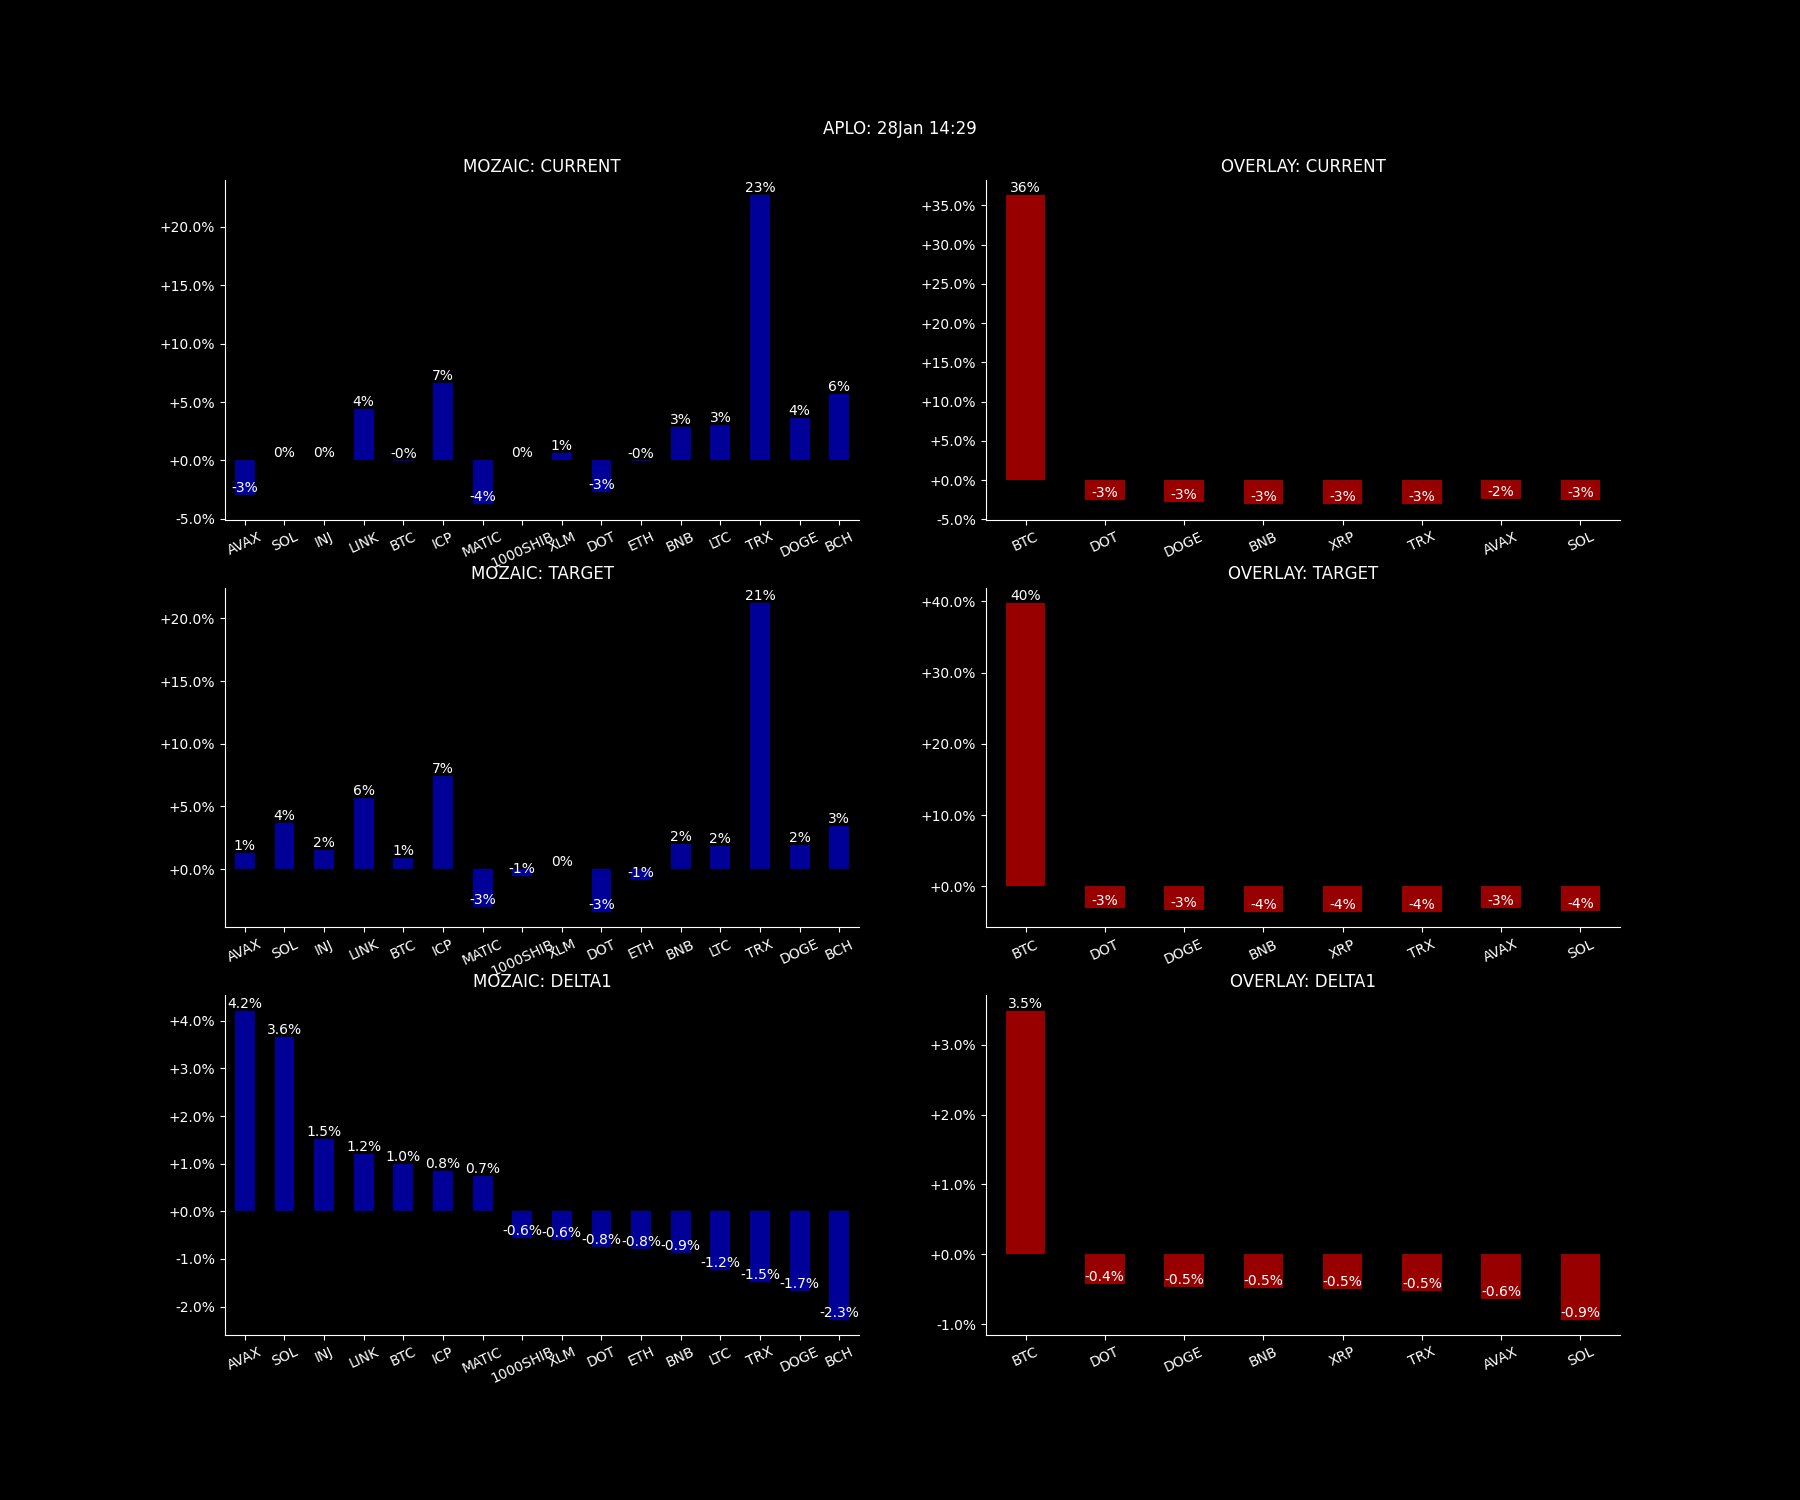 APLO: 28Jan 14:29
MOZAIC: CURRENT
+20.0%
+15.0%
+10.0%
+5.0%
+0.0%
-5.0%
-3% 0% 0% 4% -0% 7% -4% 0% 1% -3% -0% 3% 3% 23% 4% 6%
AVAX SOL INJ LINK BTC ICP MATIC 1000SHIB XLM DOT ETH BNB LTC TRX DOGE BCH
OVERLAY: CURRENT
+35.0%
+30.0%
+25.0%
+20.0%
+15.0%
+10.0%
+5.0%
+0.0%
-5.0%
36% -3% -3% -3% -3% -3% -2% -3%
BTC DOT DOGE BNB XRP TRX AVAX SOL
MOZAIC: TARGET
+20.0%
+15.0%
+10.0%
+5.0%
+0.0%
1% 4% 2% 6% 1% 7% -3% -1% 0% -3% -1% 2% 2% 21% 2% 3%
AVAX SOL INJ LINK BTC ICP MATIC 1000SHIB XLM DOT ETH BNB LTC TRX DOGE BCH
OVERLAY: TARGET
+40.0%
+30.0%
+20.0%
+10.0%
+0.0%
40% -3% -3% -4% -4% -4% -3% -4%
BTC DOT DOGE BNB XRP TRX AVAX SOL
MOZAIC: DELTA1
+4.0%
+3.0%
+2.0%
+1.0%
+0.0%
-1.0%
-2.0%
4.2% 3.6% 1.5% 1.2% 1.0% 0.8% 0.7% -0.6% -0.6% -0.8% -0.8% -0.9% -1.2% -1.5% -1.7% -2.3%
AVAX SOL INJ LINK BTC ICP MATIC 1000SHIB XLM DOT ETH BNB LTC TRX DOGE BCH
OVERLAY: DELTA1
+3.0%
+2.0%
+1.0%
+0.0%
-1.0%
3.5% -0.4% -0.5% -0.5% -0.5% -0.5% -0.6% -0.9%
BTC DOT DOGE BNB XRP TRX AVAX SOL